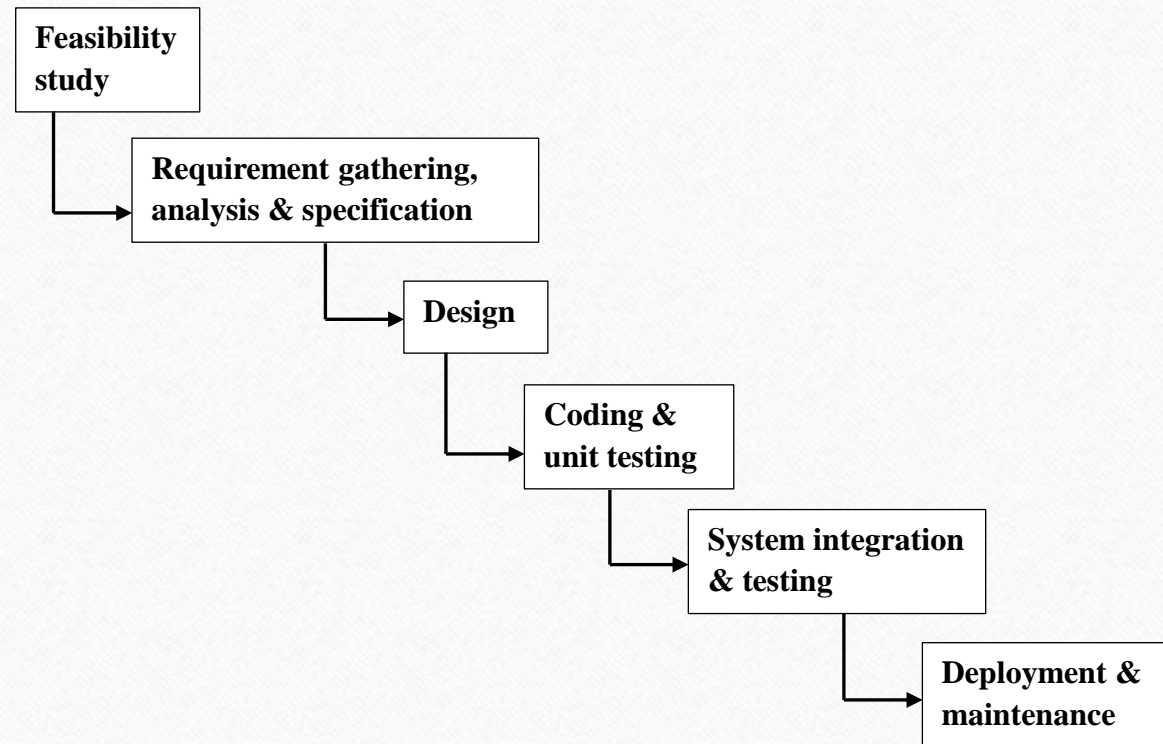 Feasibility
study
Requirement gathering,
analysis & specification
Design
Coding &
unit testing
System integration
& testing
Deployment &
maintenance